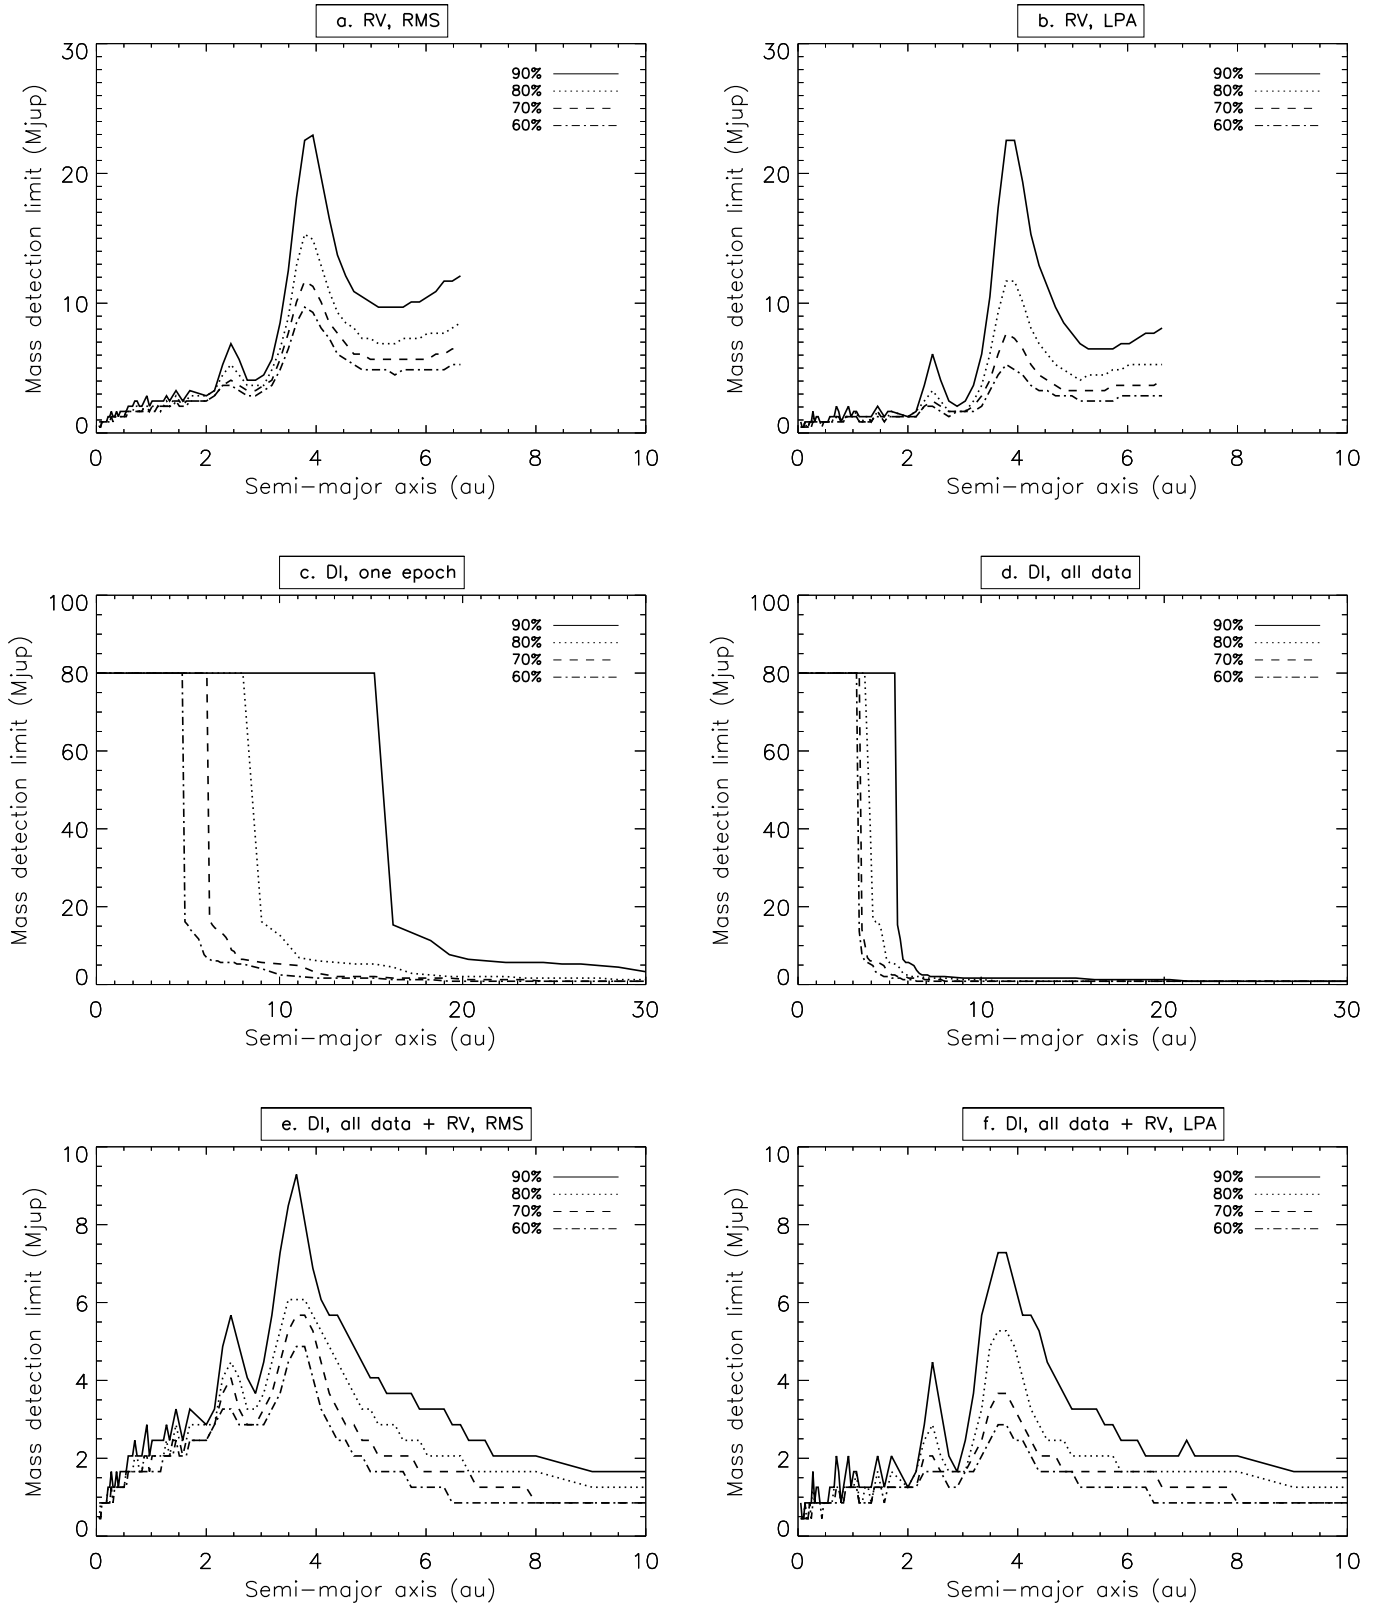 a. RV, RMS
30
20
10
0
90%
80%
70%
60%
0 2 4 6 8 10
Semi-major axis (au)
Mass detection limit (Mjup)
b. RV, LPA
30
20
10
0
90%
80%
70%
60%
0 2 4 6 8 10
Semi-major axis (au)
Mass detection limit (Mjup)
c. DI, one epoch
100
80
60
40
20
0
90%
80%
70%
60%
0 10 20 30
Semi-major axis (au)
Mass detection limit (Mjup)
d. DI, all data
100
80
60
40
20
0
90%
80%
70%
60%
0 10 20 30
Semi-major axis (au)
Mass detection limit (Mjup)
e. DI, all data + RV, RMS
10
8
6
4
2
0
90%
80%
70%
60%
0 2 4 6 8 10
Semi-major axis (au)
Mass detection limit (Mjup)
f. DI, all data + RV, LPA
10
8
6
4
2
0
90%
80%
70%
60%
0 2 4 6 8 10
Semi-major axis (au)
Mass detection limit (Mjup)